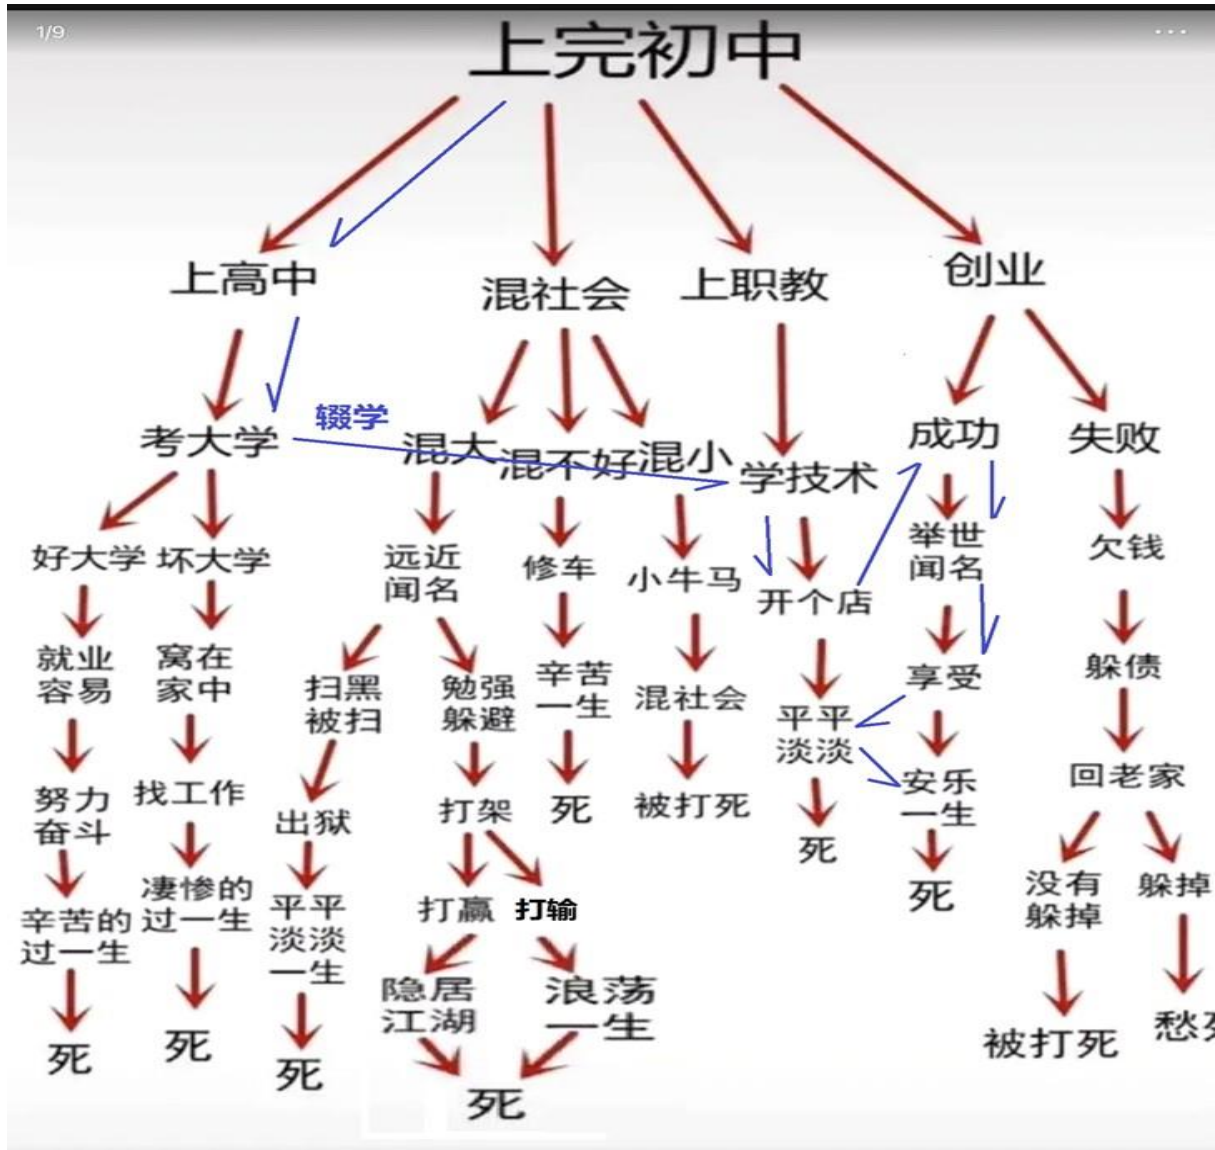 1/9
上完初中
上高中
混社会
上职教
创业
考大学
辍学
混大
混不好
混小
学技术
成功
失败
好大学
坏大学
远近
闻名
修车
小牛马
开个店
举世
闻名
欠钱
就业
容易
窝在
家中
扫黑
被扫
勉强
躲避
辛苦
一生
混社会
平平
淡淡
享受
躲债
努力
奋斗
找工作
出狱
打架
死
被打死
死
安乐
一生
回老家
辛苦的
过一生
凄惨的
过一生
平平
淡淡
一生
打赢
打输
死
没有
躲掉
躲掉
隐居
江湖
浪荡
一生
死
死
死
死
被打死
愁死